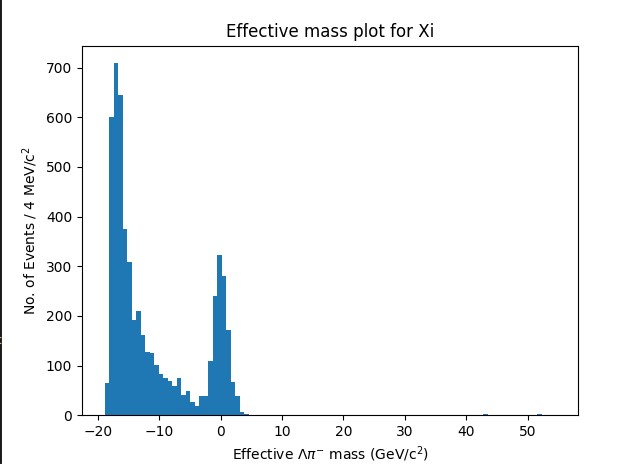 Effective mass plot for Xi
No. of Events / 4 MeV/c²
700
600
500
400
300
200
100
0
−20 −10 0 10 20 30 40 50
Effective Λπ⁻ mass (GeV/c²)